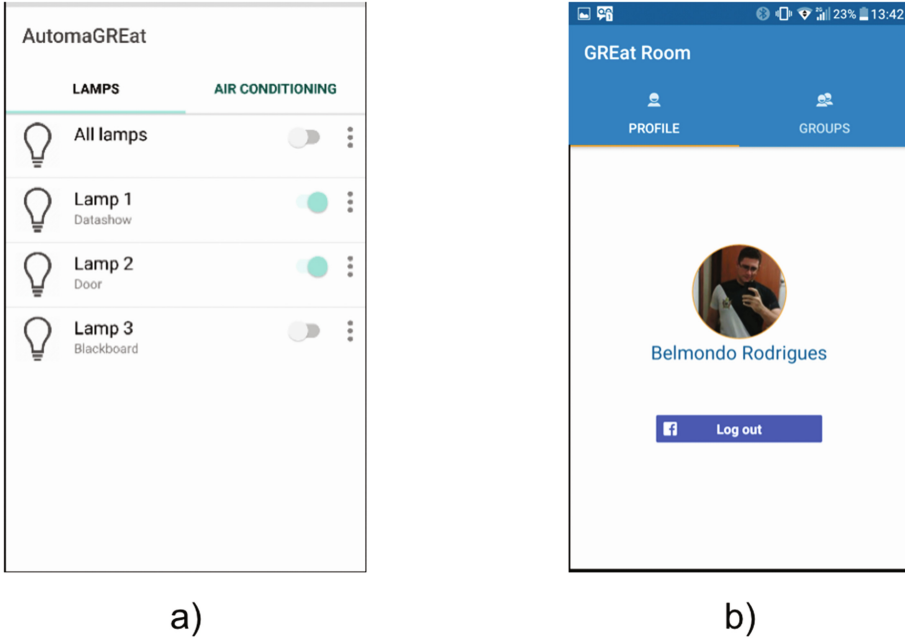 AutomaGREat
LAMPS AIR CONDITIONING
All lamps
Lamp 1
Datashow
Lamp 2
Door
Lamp 3
Blackboard
a)
23% 13:42
GREat Room
PROFILE GROUPS
Belmondo Rodrigues
Log out
b)